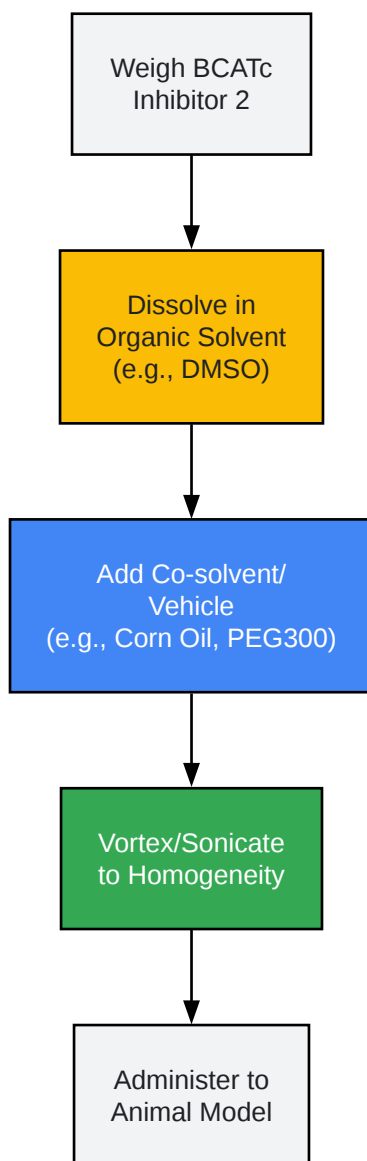 Weigh BCATc
Inhibitor 2
Dissolve in
Organic Solvent
(e.g., DMSO)
Add Co-solvent/
Vehicle
(e.g., Corn Oil, PEG300)
Vortex/Sonicate
to Homogeneity
Administer to
Animal Model